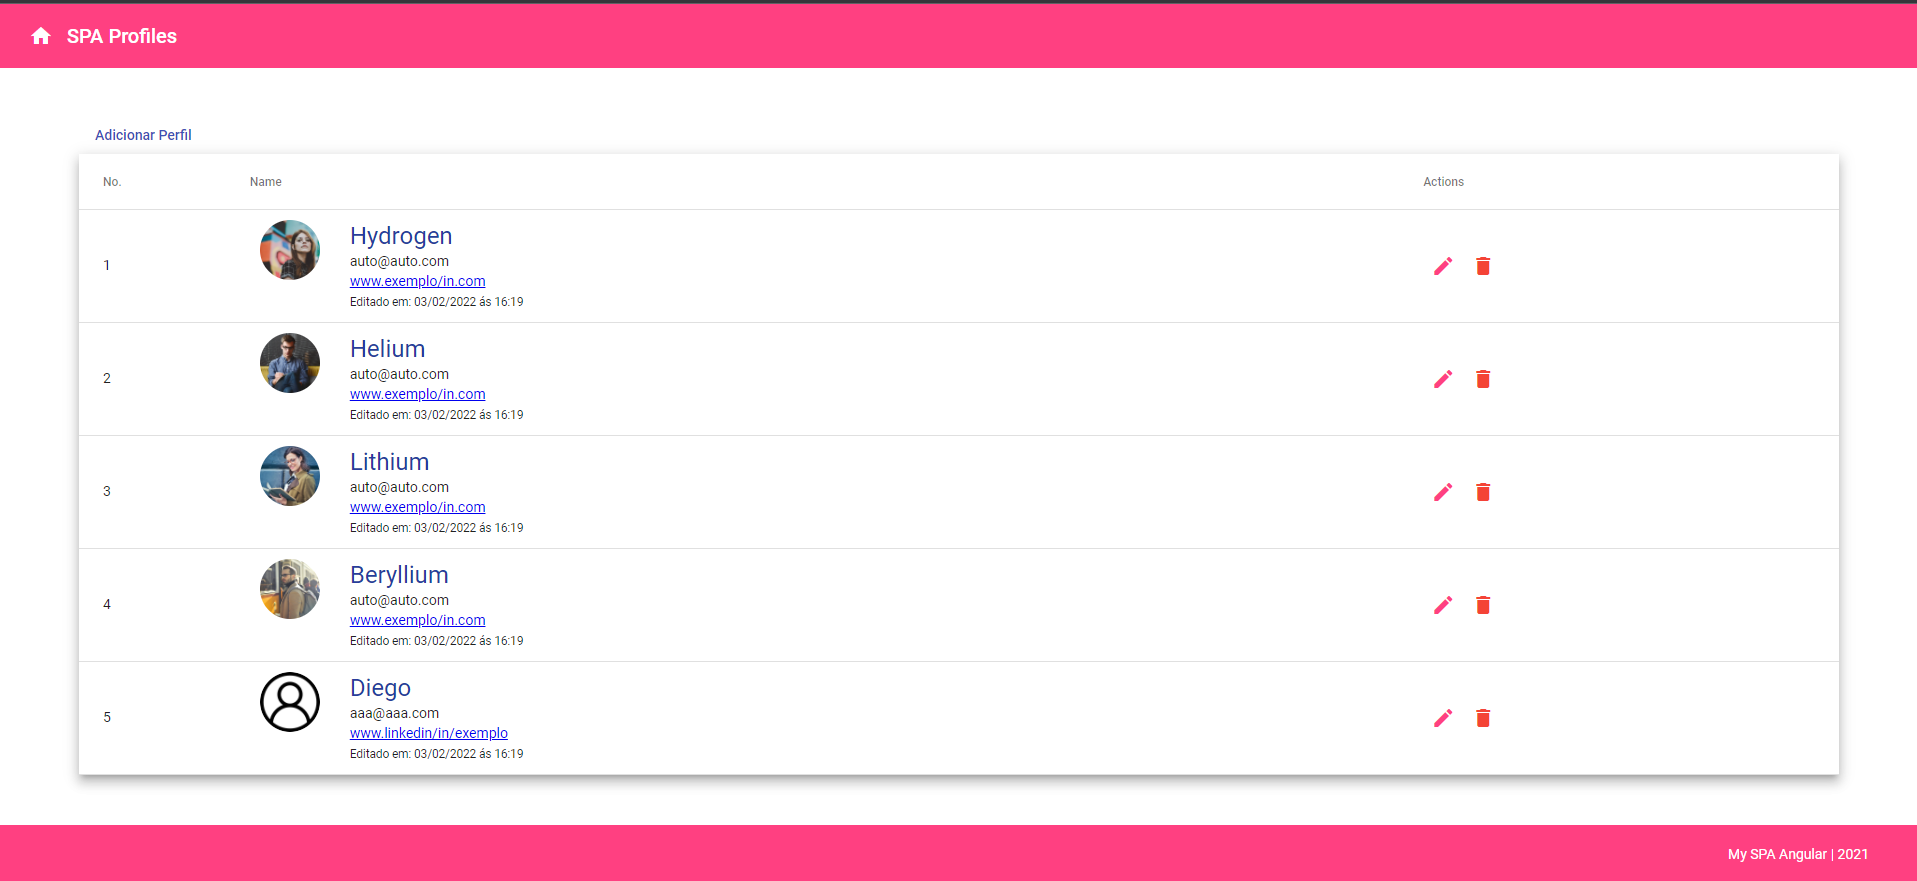 SPA Profiles
Adicionar Perfil
No. Name Actions
1
Hydrogen
auto@auto.com
www.exemplo/in.com
Editado em: 03/02/2022 ás 16:19
2
Helium
auto@auto.com
www.exemplo/in.com
Editado em: 03/02/2022 ás 16:19
3
Lithium
auto@auto.com
www.exemplo/in.com
Editado em: 03/02/2022 ás 16:19
4
Beryllium
auto@auto.com
www.exemplo/in.com
Editado em: 03/02/2022 ás 16:19
5
Diego
aaa@aaa.com
www.linkedin/in/exemplo
Editado em: 03/02/2022 ás 16:19
My SPA Angular | 2021